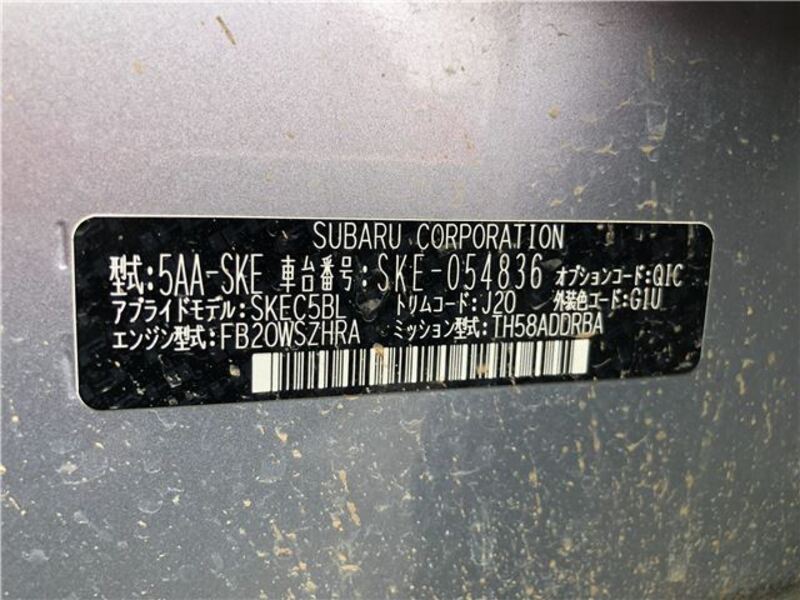 SUBARU CORPORATION
型式:5AA-SKE 車台番号:SKE-054836 オプションコード:QIC
アプライドモデル:SKEC5BL トリムコード:J20 外装色コード:G1U
エンジン型式:FB20WSZHRA ミッション型式:TH58ADDRBA